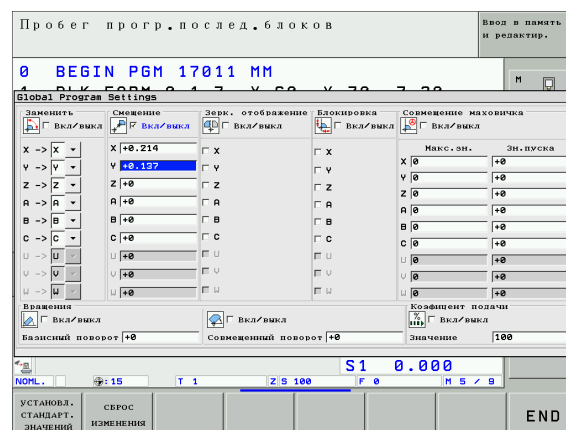 Пробег прогр.послед.блоков
Ввод в память
и редактир.
0 BEGIN PGM 17011 MM
M
Global Program Settings
Заменить Смещение Зерк. отображение Блкировка Совмещение маховичка
Вкл/выкл Вкл/выкл Вкл/выкл Вкл/выкл Вкл/выкл
Макс.зн. Зн.пуска
X -> X X +0.214 X X X 0 +0
Y -> Y Y +0.137 Y Y Y 0 +0
Z -> Z Z +0 Z Z Z 0 +0
A -> A A +0 A A A 0 +0
B -> B B +0 B B B 0 +0
C -> C C +0 C C C 0 +0
U -> U U +0 U U U 0 +0
V -> V V +0 V V V 0 +0
W -> W W +0 W W W 0 +0
Вращения Коэфицент подачи
Вкл/выкл % Вкл/выкл
Базисный поворот +0 Совмещенный поворот +0 Значение 100
S1 0.000
NOML. :15 T 1 Z S 100 F 0 M 5 / 9
УСТАНОВЛ.
СТАНДАРТ.
ЗНАЧЕНИЙ
СБРОС
ИЗМЕНЕНИЯ
END